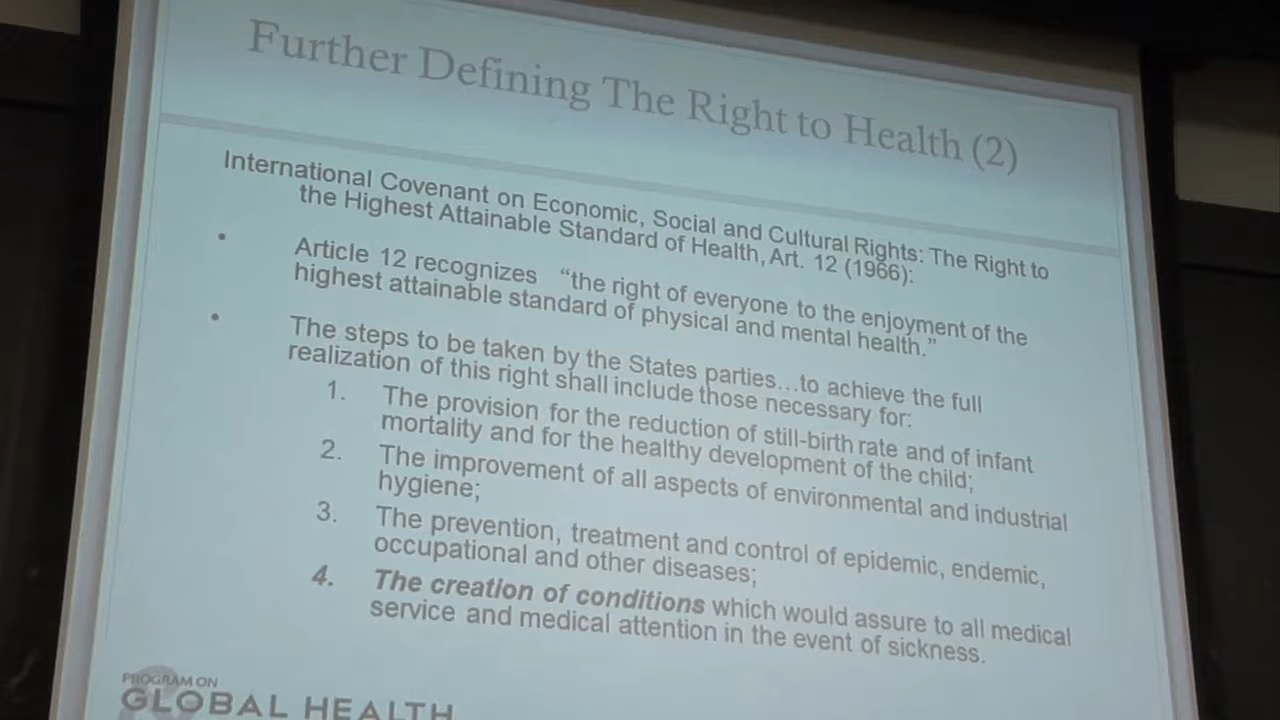 Further Defining The Right to Health (2)
International Covenant on Economic, Social and Cultural Rights: The Right to
the Highest Attainable Standard of Health, Art. 12 (1966):
• Article 12 recognizes “the right of everyone to the enjoyment of the
highest attainable standard of physical and mental health.”
• The steps to be taken by the States parties...to achieve the full
realization of this right shall include those necessary for:
1. The provision for the reduction of still-birth rate and of infant
mortality and for the healthy development of the child;
2. The improvement of all aspects of environmental and industrial
hygiene;
3. The prevention, treatment and control of epidemic, endemic,
occupational and other diseases;
4. The creation of conditions which would assure to all medical
service and medical attention in the event of sickness.
PROGRAM ON
GLOBAL HEALTH